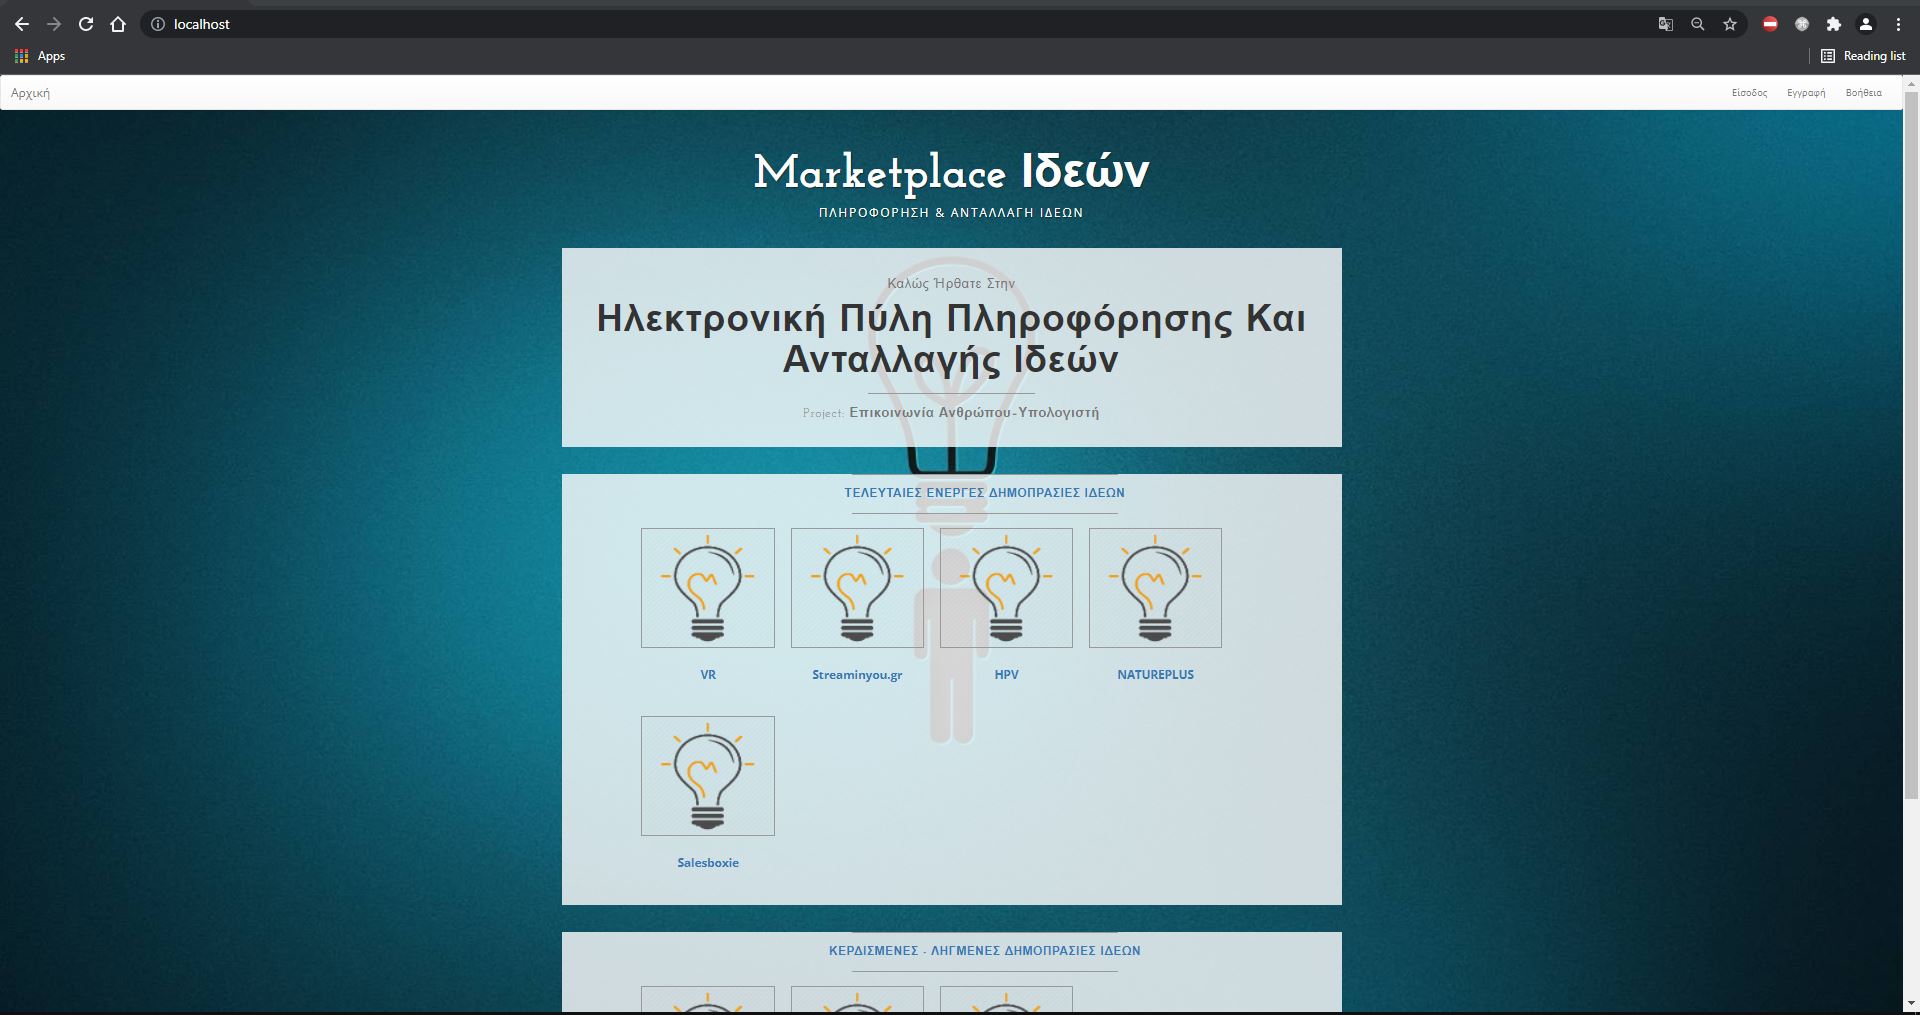 localhost
Apps
Reading list
Αρχική
Είσοδος Εγγραφή Βοήθεια
Marketplace Ιδεών
ΠΛΗΡΟΦΟΡΗΣΗ & ΑΝΤΑΛΛΑΓΗ ΙΔΕΩΝ
Καλώς Ήρθατε Στην
Ηλεκτρονική Πύλη Πληροφόρησης Και
Ανταλλαγής Ιδεών
Project: Επικοινωνία Ανθρώπου-Υπολογιστή
ΤΕΛΕΥΤΑΙΕΣ ΕΝΕΡΓΕΣ ΔΗΜΟΠΡΑΣΙΕΣ ΙΔΕΩΝ
VR
Streaminyou.gr
HPV
NATUREPLUS
Salesboxie
ΚΕΡΔΙΣΜΕΝΕΣ - ΛΗΓΜΕΝΕΣ ΔΗΜΟΠΡΑΣΙΕΣ ΙΔΕΩΝ